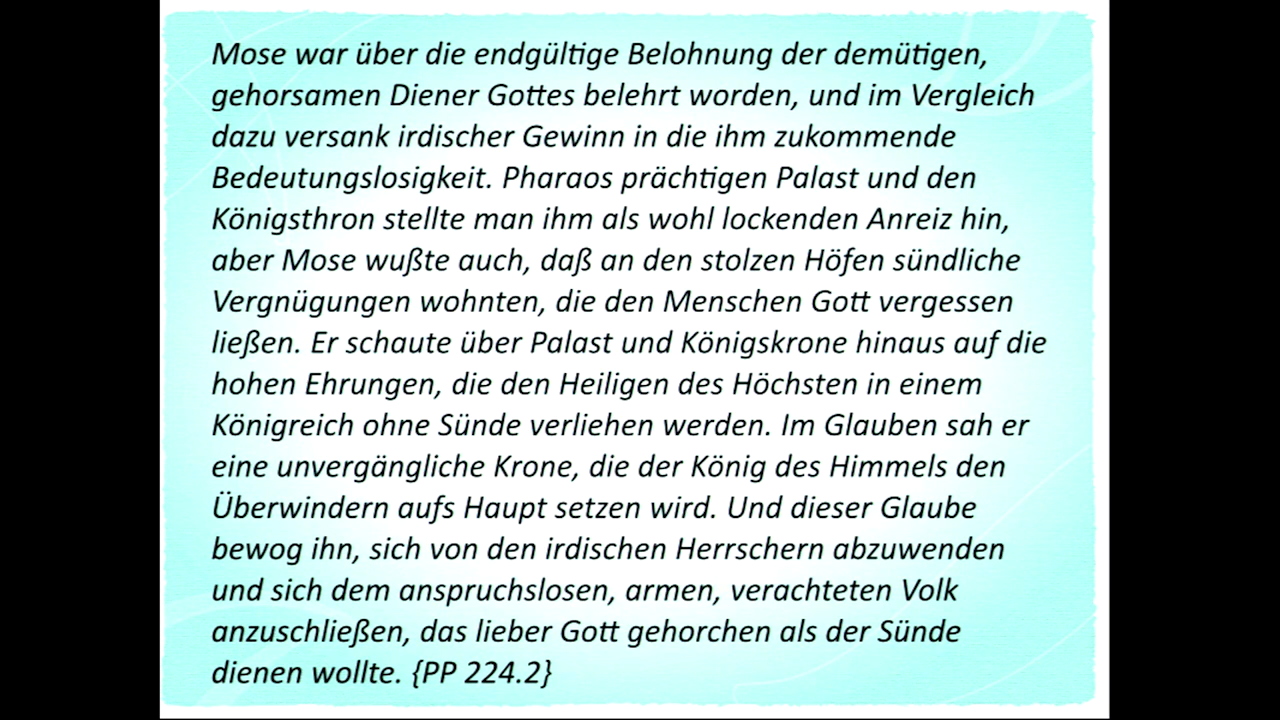 Mose war über die endgültige Belohnung der demütigen,
gehorsamen Diener Gottes belehrt worden, und im Vergleich
dazu versank irdischer Gewinn in die ihm zukommende
Bedeutungslosigkeit. Pharaos prächtigen Palast und den
Königsthron stellte man ihm als wohl lockenden Anreiz hin,
aber Mose wußte auch, daß an den stolzen Höfen sündliche
Vergnügungen wohnten, die den Menschen Gott vergessen
ließen. Er schaute über Palast und Königskrone hinaus auf die
hohen Ehrungen, die den Heiligen des Höchsten in einem
Königreich ohne Sünde verliehen werden. Im Glauben sah er
eine unvergängliche Krone, die der König des Himmels den
Überwindern aufs Haupt setzen wird. Und dieser Glaube
bewog ihn, sich von den irdischen Herrschern abzuwenden
und sich dem anspruchslosen, armen, verachteten Volk
anzuschließen, das lieber Gott gehorchen als der Sünde
dienen wollte. {PP 224.2}